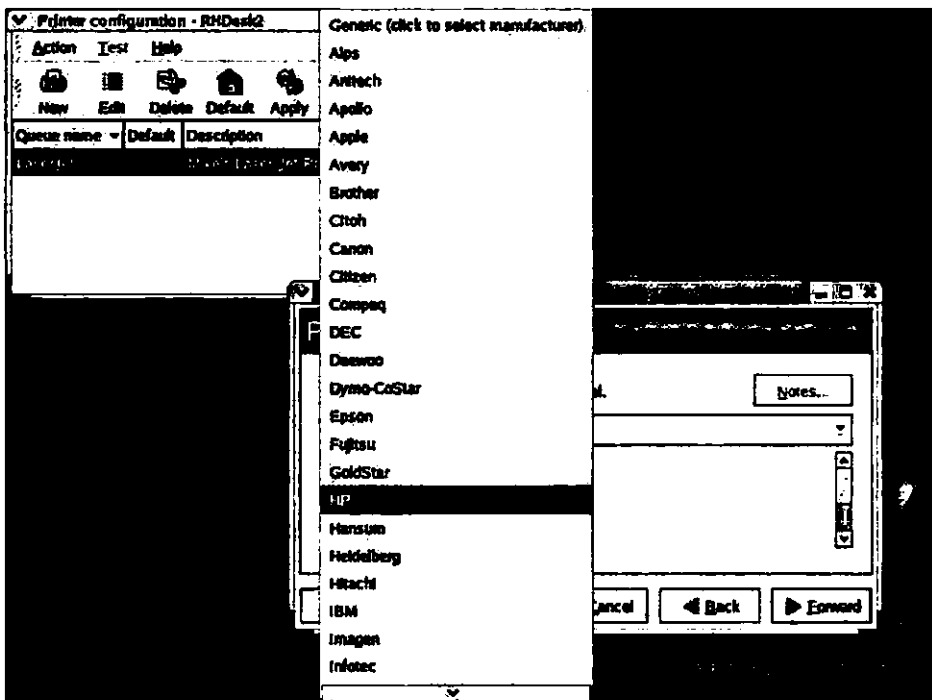 Printer configuration - RHDesk2
Action Test Help
New Edit Delete Default Apply
Queue name Default Description
Generic (click to select manufacturer)
Alps
Anitech
Apollo
Apple
Avery
Brother
CItoh
Canon
Citizen
Compaq
DEC
Daewoo
Dymo-CoStar
Epson
Fujitsu
GoldStar
HP
Hansum
Heidelberg
Hitachi
IBM
Imagen
Infotec
Notes...
Back
Forward